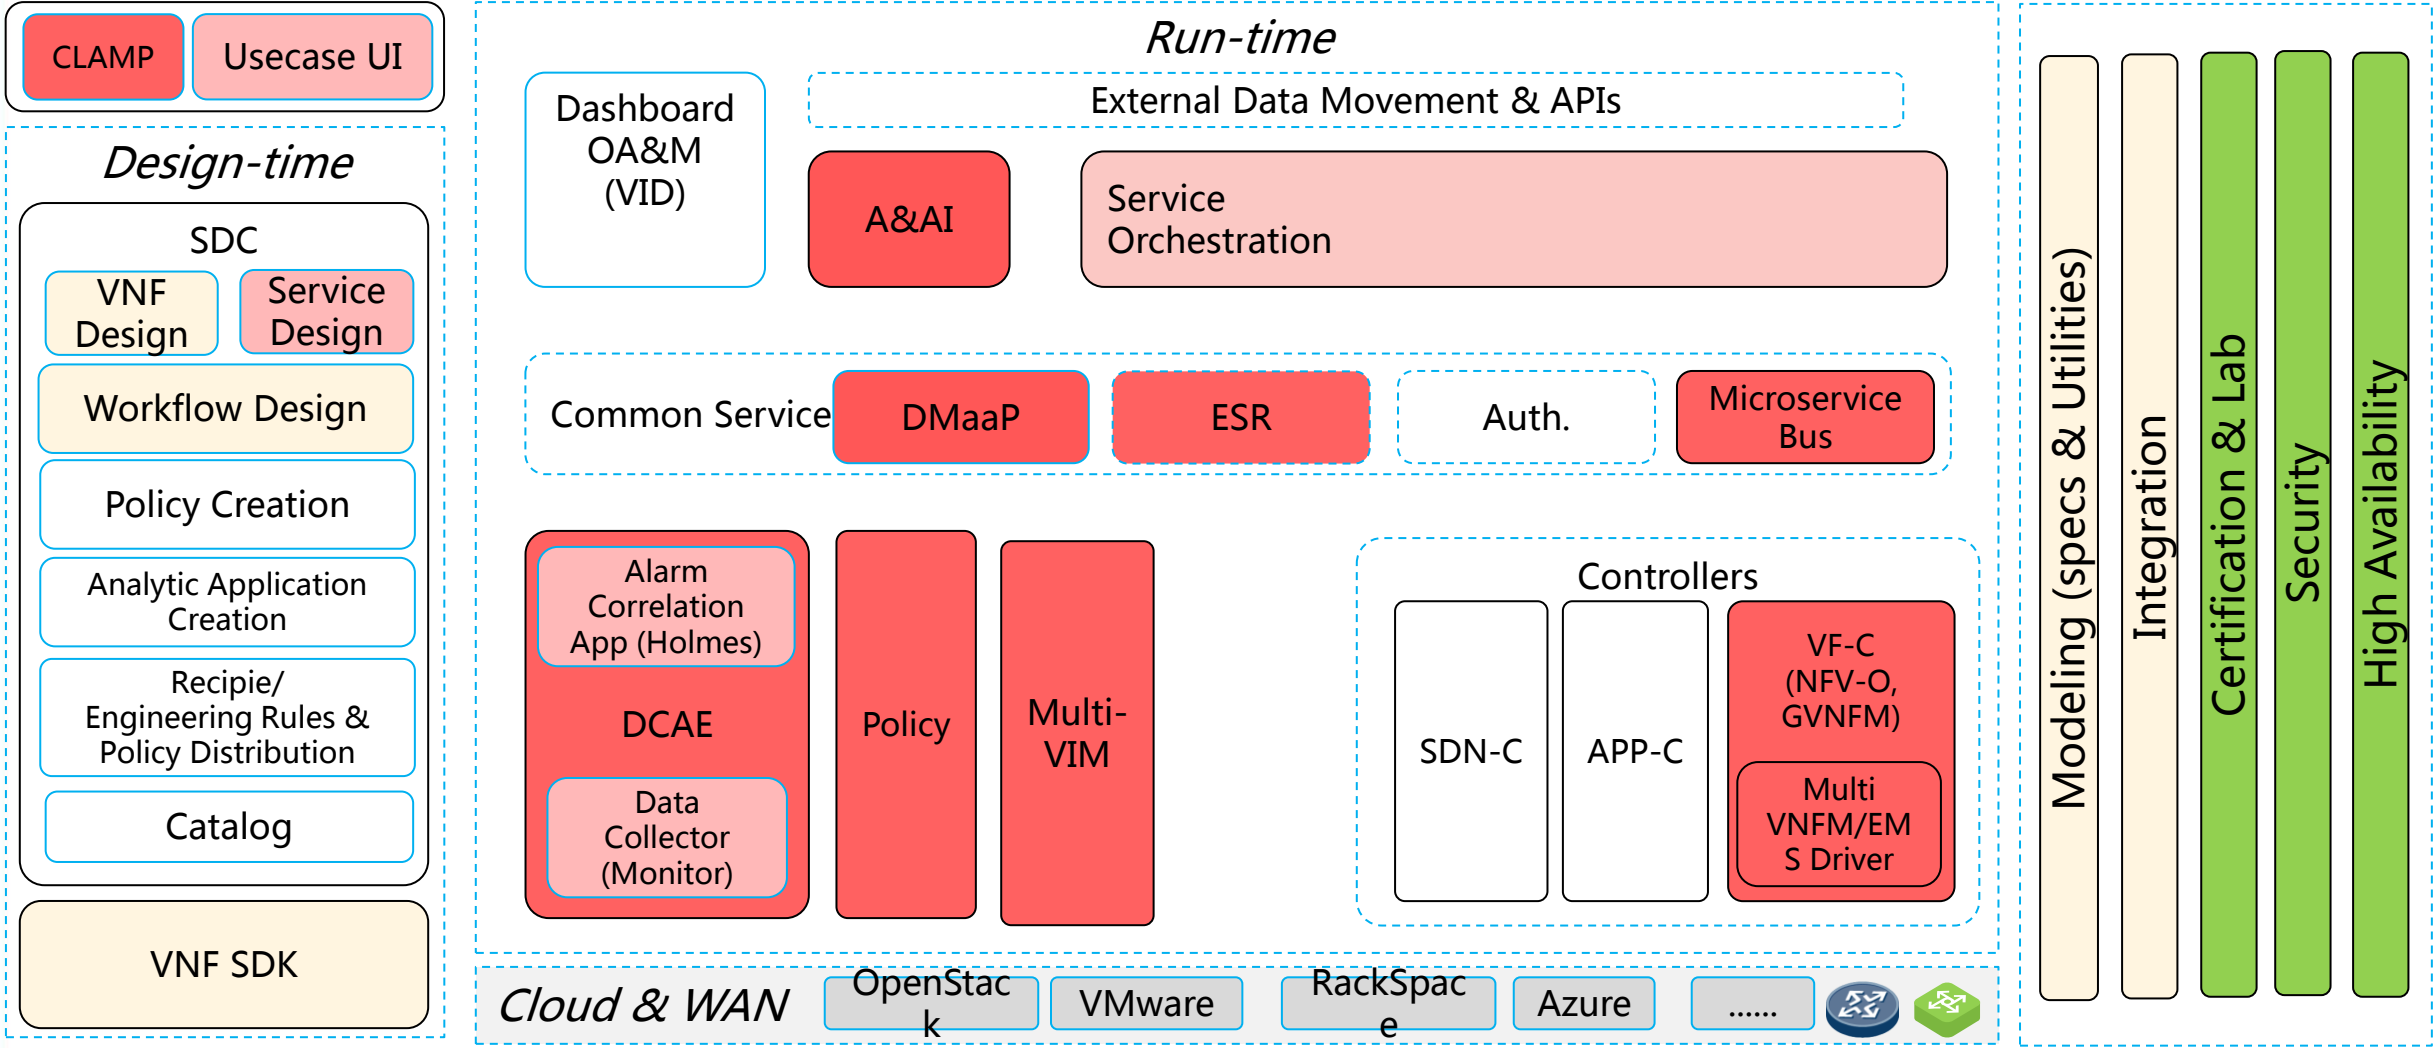 CLAMP
Usecase UI
Design-time
SDC
VNF
Design
Service
Design
Workflow Design
Policy Creation
Analytic Application
Creation
Recipie/
Engineering Rules &
Policy Distribution
Catalog
VNF SDK
Run-time
Dashboard
OA&M
(VID)
External Data Movement & APIs
A&AI
Service
Orchestration
Common Service
DMaaP
ESR
Auth.
Microservice
Bus
Alarm
Correlation
App (Holmes)
DCAE
Data
Collector
(Monitor)
Policy
Multi-
VIM
Controllers
SDN-C
APP-C
VF-C
(NFV-O,
GVNFM)
Multi
VNFM/EM
S Driver
Cloud & WAN
OpenStac
k
VMware
RackSpac
e
Azure
......
Modeling (specs & Utilities)
Integration
Certification & Lab
Security
High Availability